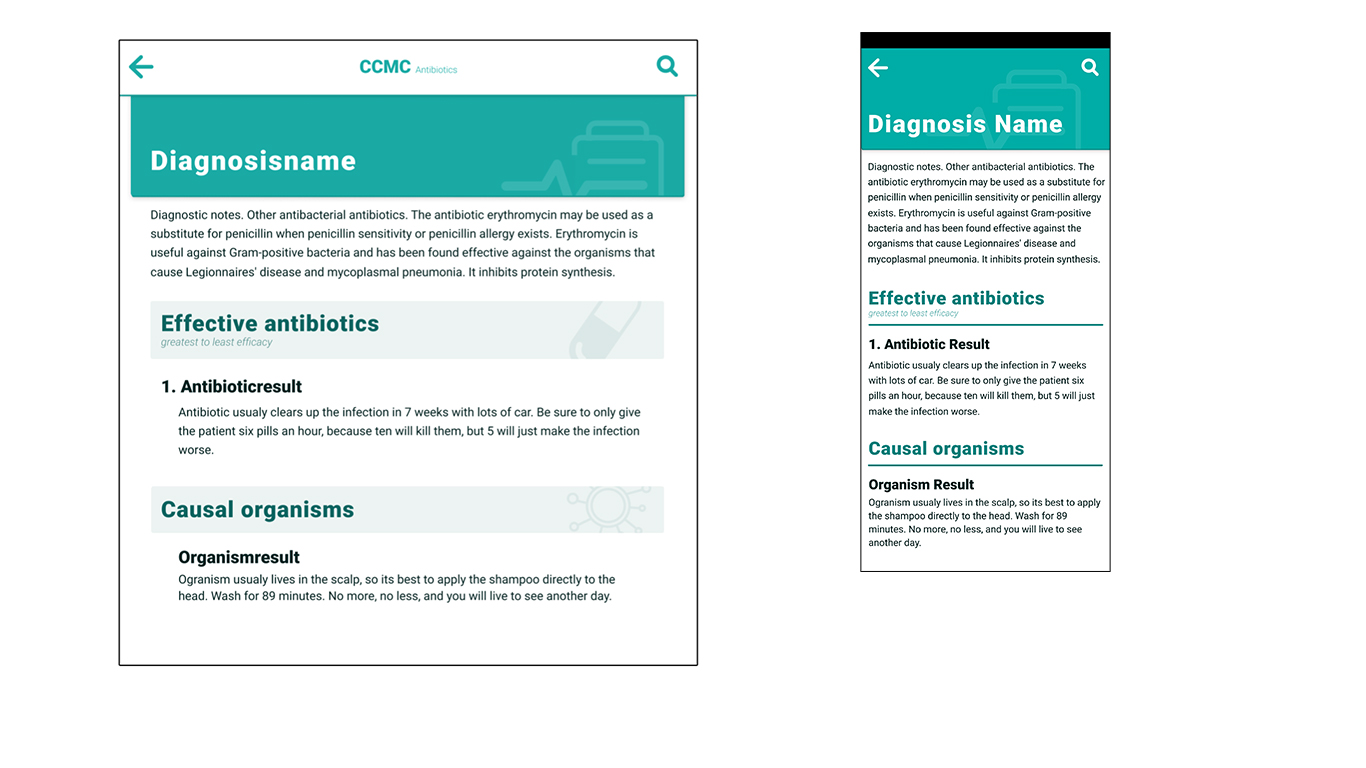 CCMC Antibiotics
Diagnosisname
Diagnostic notes. Other antibacterial antibiotics. The antibiotic erythromycin may be used as a
substitute for penicillin when penicillin sensitivity or penicillin allergy exists. Erythromycin is
useful against Gram-positive bacteria and has been found effective against the organisms that
cause Legionnaires' disease and mycoplasmal pneumonia. It inhibits protein synthesis.
Effective antibiotics
greatest to least efficacy
1. Antibioticresult
Antibiotic usualy clears up the infection in 7 weeks with lots of car. Be sure to only give
the patient six pills an hour, because ten will kill them, but 5 will just make the infection
worse.
Causal organisms
Organismresult
Ogranism usualy lives in the scalp, so its best to apply the shampoo directly to the
head. Wash for 89 minutes. No more, no less, and you will live to see another day.
Diagnosis Name
Diagnostic notes. Other antibacterial antibiotics. The
antibiotic erythromycin may be used as a substitute for
penicillin when penicillin sensitivity or penicillin allergy
exists. Erythromycin is useful against Gram-positive
bacteria and has been found effective against the
organisms that cause Legionnaires' disease and
mycoplasmal pneumonia. It inhibits protein synthesis.
Effective antibiotics
greatest to least efficacy
1. Antibiotic Result
Antibiotic usualy clears up the infection in 7 weeks
with lots of car. Be sure to only give the patient six
pills an hour, because ten will kill them, but 5 will just
make the infection worse.
Causal organisms
Organism Result
Ogranism usualy lives in the scalp, so its best to apply
the shampoo directly to the head. Wash for 89
minutes. No more, no less, and you will live to see
another day.